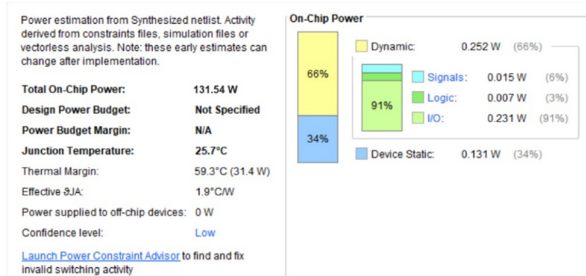 Power estimation from Synthesized netlist. Activity
derived from constraints files, simulation files or
vectorless analysis. Note: these early estimates can
change after implementation.
Total On-Chip Power: 131.54 W
Design Power Budget: Not Specified
Power Budget Margin: N/A
Junction Temperature: 25.7°C
Thermal Margin: 59.3°C (31.4 W)
Effective ϑJA: 1.9°C/W
Power supplied to off-chip devices: 0 W
Confidence level: Low
Launch Power Constraint Advisor to find and fix
invalid switching activity
On-Chip Power
66%
34%
Dynamic: 0.252 W (66%)
91%
Signals: 0.015 W (6%)
Logic: 0.007 W (3%)
I/O: 0.231 W (91%)
Device Static: 0.131 W (34%)